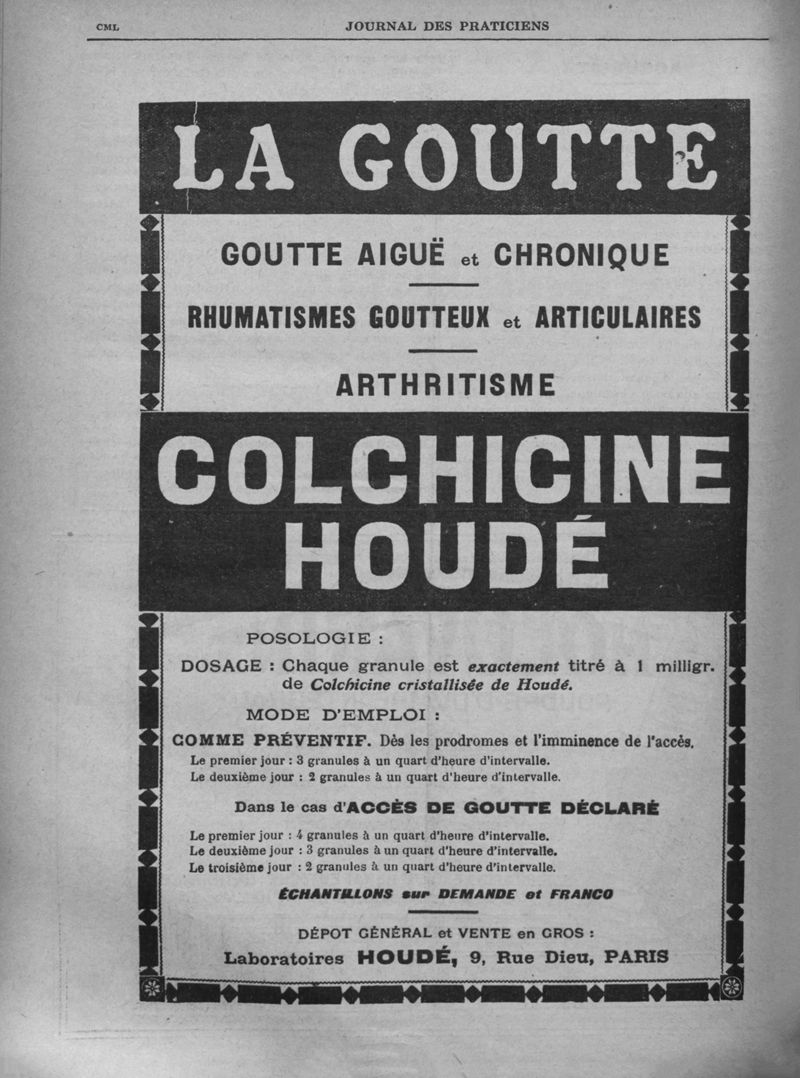 CML
JOURNAL DES PRATICIENS
LA GOUTTE
GOUTTE AIGUË et CHRONIQUE
RHUMATISMES GOUTTEUX et ARTICULAIRES
ARTHRITISME
COLCHICINE
HOUDÉ
POSOLOGIE :
DOSAGE : Chaque granule est exactement titré à 1 milligr.
de Colchicine cristallisée de Houdé.
MODE D'EMPLOI :
COMME PRÉVENTIF. Dès les prodromes et l'imminence de l'accès.
Le premier jour : 3 granules à un quart d'heure d'intervalle.
Le deuxième jour : 2 granules à un quart d'heure d'intervalle.
Dans le cas d'ACCÈS DE GOUTTE DÉCLARÉ
Le premier jour : 4 granules à un quart d'heure d'intervalle.
Le deuxième jour : 3 granules à un quart d'heure d'intervalle.
Le troisième jour : 2 granules à un quart d'heure d'intervalle.
ÉCHANTILLONS sur DEMANDE et FRANCO
DÉPOT GÉNÉRAL et VENTE en GROS :
Laboratoires HOUDÉ, 9, Rue Dieu, PARIS